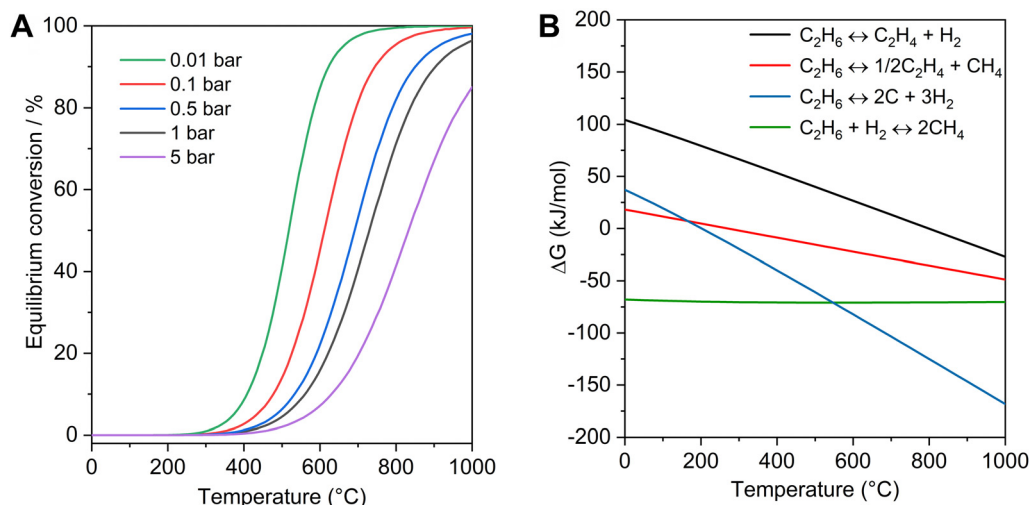 A
100
80
60
40
20
0
Equilibrium conversion / %
0.01 bar
0.1 bar
0.5 bar
1 bar
5 bar
0 200 400 600 800 1000
Temperature (°C)
B
200
150
100
50
0
-50
-100
-150
-200
ΔG (kJ/mol)
C₂H₆ ↔ C₂H₄ + H₂
C₂H₆ ↔ 1/2C₂H₄ + CH₄
C₂H₆ ↔ 2C + 3H₂
C₂H₆ + H₂ ↔ 2CH₄
0 200 400 600 800 1000
Temperature (°C)